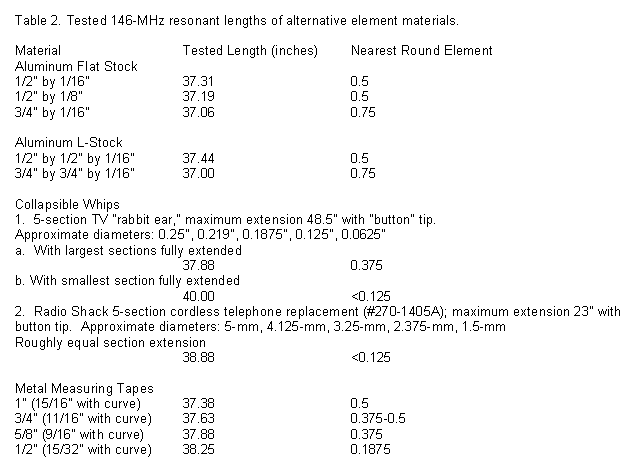 Table 2. Tested 146-MHz resonant lengths of alternative element materials.
Material Tested Length (inches) Nearest Round Element
Aluminum Flat Stock
1/2" by 1/16" 37.31 0.5
1/2" by 1/8" 37.19 0.5
3/4" by 1/16" 37.06 0.75
Aluminum L-Stock
1/2" by 1/2" by 1/16" 37.44 0.5
3/4" by 3/4" by 1/16" 37.00 0.75
Collapsible Whips
1. 5-section TV "rabbit ear," maximum extension 48.5" with "button" tip.
Approximate diameters: 0.25", 0.219", 0.1875", 0.125", 0.0625"
a. With largest sections fully extended
37.88 0.375
b. With smallest section fully extended
40.00 <0.125
2. Radio Shack 5-section cordless telephone replacement (#270-1405A); maximum extension 23" with
button tip. Approximate diameters: 5-mm, 4.125-mm, 3.25-mm, 2.375-mm, 1.5-mm
Roughly equal section extension
38.88 <0.125
Metal Measuring Tapes
1" (15/16" with curve) 37.38 0.5
3/4" (11/16" with curve) 37.63 0.375-0.5
5/8" (9/16" with curve) 37.88 0.375
1/2" (15/32" with curve) 38.25 0.1875